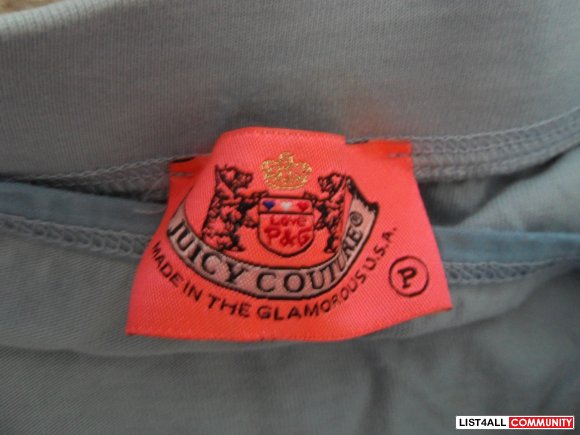 LOVE
P&G
JUICY COUTURE®
MADE IN THE GLAMOROUS U.S.A.
P
LIST4ALL COMMUNITY